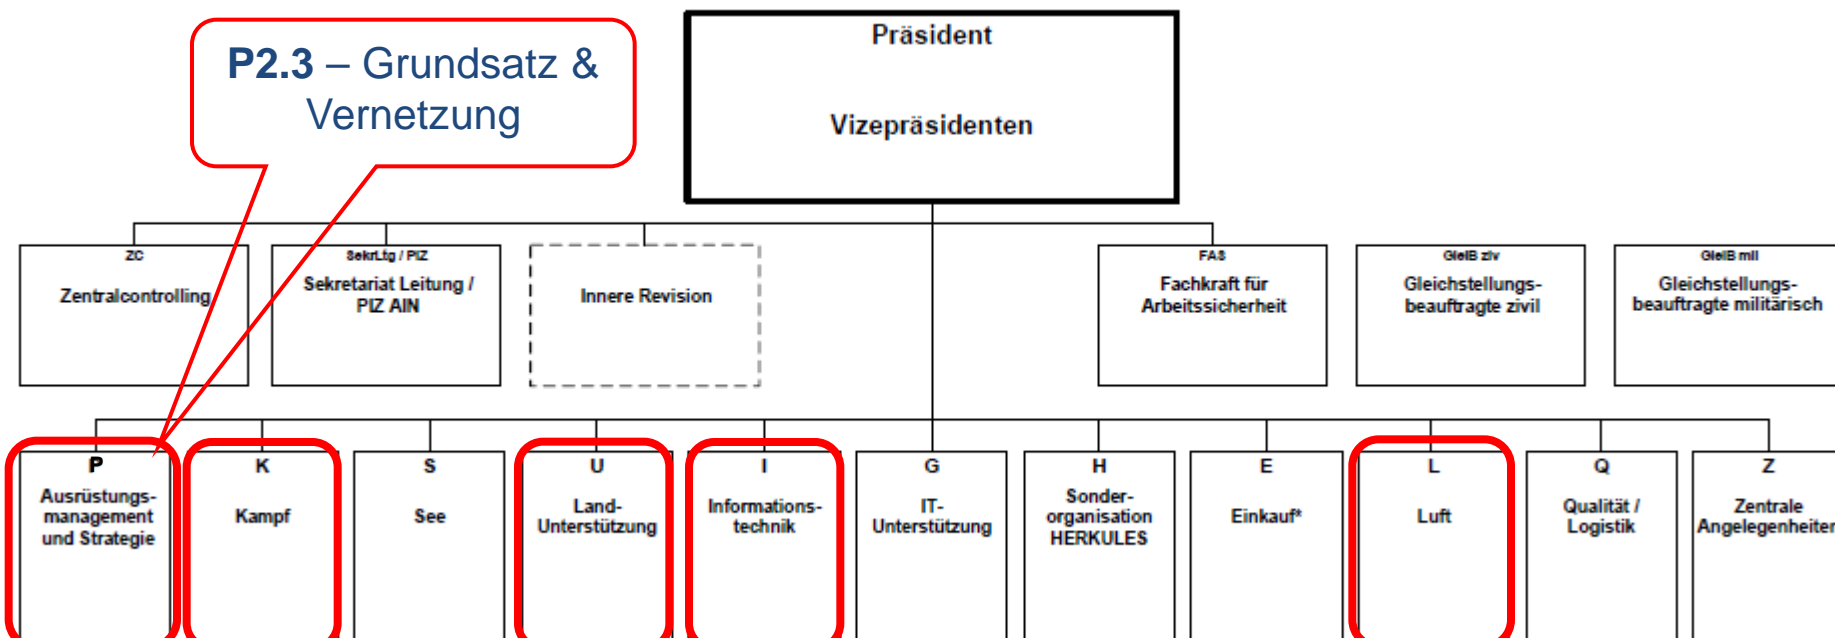 P2.3 – Grundsatz &
Vernetzung
Präsident
Vizepräsidenten
ZC
Zentralcontrolling
SekrLtg / PIZ
Sekretariat Leitung /
PIZ AIN
Innere Revision
FAS
Fachkraft für
Arbeitssicherheit
GleiB ziv
Gleichstellungs-
beauftragte zivil
GleiB mil
Gleichstellungs-
beauftragte militärisch
P
Ausrüstungs-
management
und Strategie
K
Kampf
S
See
U
Land-
Unterstützung
I
Informations-
technik
G
IT-
Unterstützung
H
Sonder-
organisation
HERKULES
E
Einkauf*
L
Luft
Q
Qualität /
Logistik
Z
Zentrale
Angelegenheiten